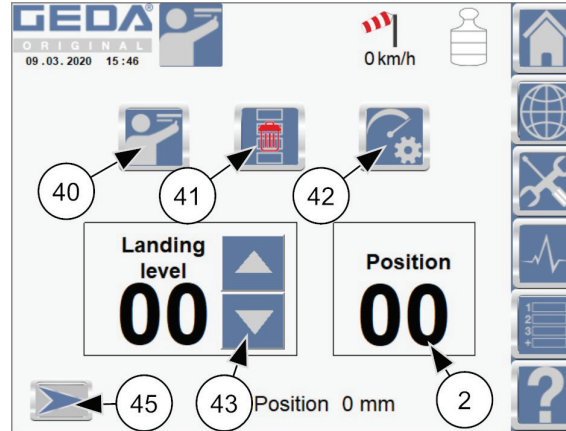 GEDA®
ORIGINAL
09.03.2020 15:46
0 km/h
40
41
42
Landing
level
00
Position
00
45
43
Position 0 mm
2
1
2
3
+
?